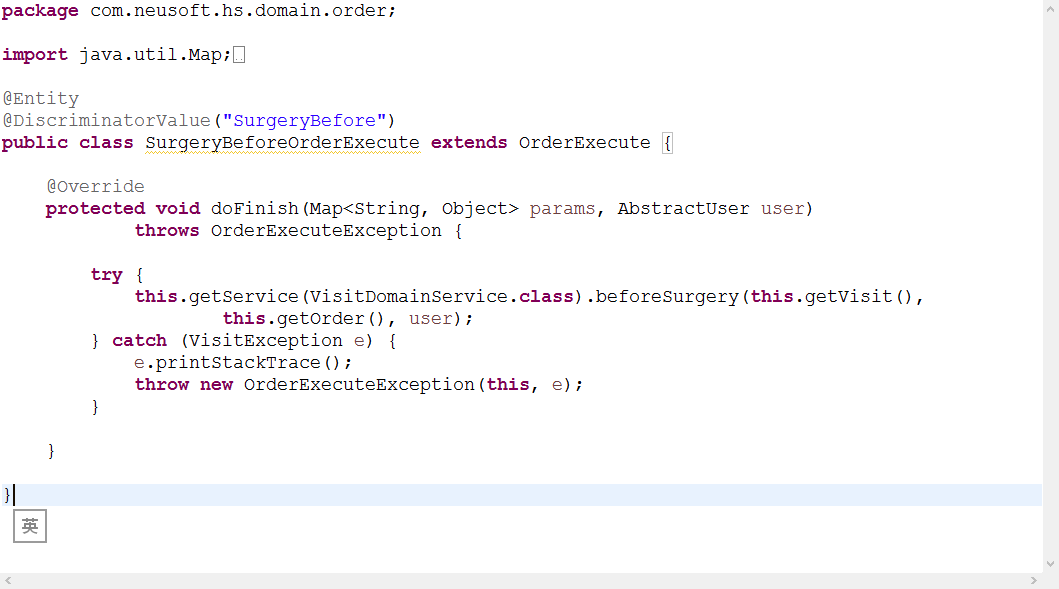 package com.neusoft.hs.domain.order;
import java.util.Map;
@Entity
@DiscriminatorValue("SurgeryBefore")
public class SurgeryBeforeOrderExecute extends OrderExecute {
@Override
protected void doFinish(Map<String, Object> params, AbstractUser user)
throws OrderExecuteException {
try {
this.getService(VisitDomainService.class).beforeSurgery(this.getVisit(),
this.getOrder(), user);
} catch (VisitException e) {
e.printStackTrace();
throw new OrderExecuteException(this, e);
}
}
}
英